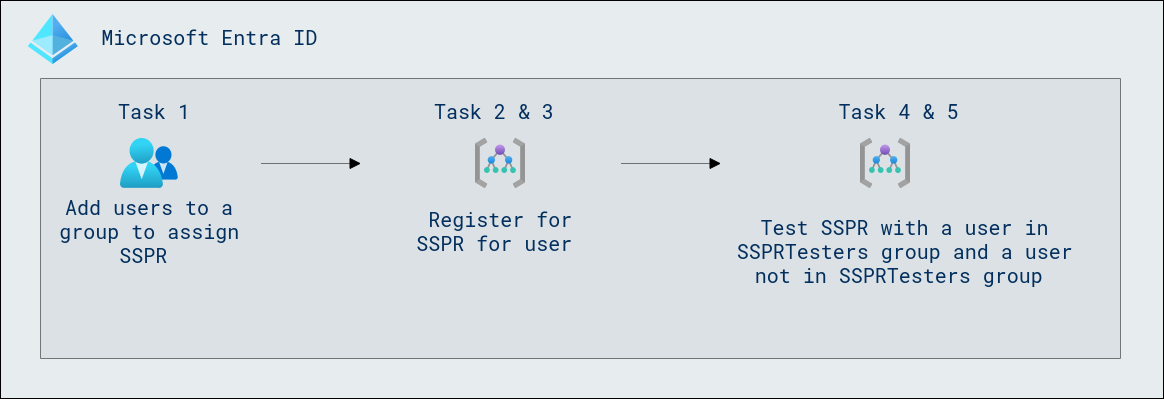 Microsoft Entra ID
Task 1
Add users to a
group to assign
SSPR
Task 2 & 3
Register for
SSPR for user
Task 4 & 5
Test SSPR with a user in
SSPRTesters group and a user
not in SSPRTesters group